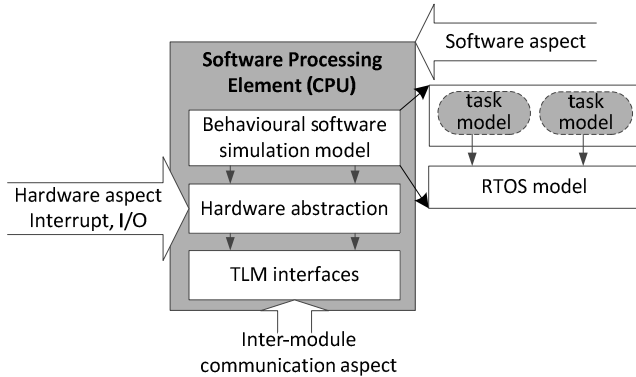 Software aspect
Software Processing
Element (CPU)
task
model
task
model
Behavioural software
simulation model
RTOS model
Hardware aspect
Interrupt, I/O
Hardware abstraction
TLM interfaces
Inter-module
communication aspect